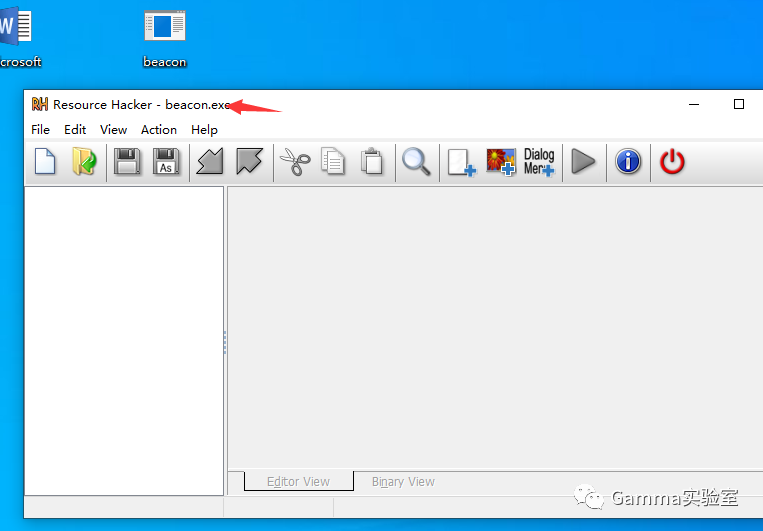 W
crosoft
beacon
RH Resource Hacker - beacon.exe
File Edit View Action Help
As
Dialog
Men
Editor View
Binary View
Gamma实验室